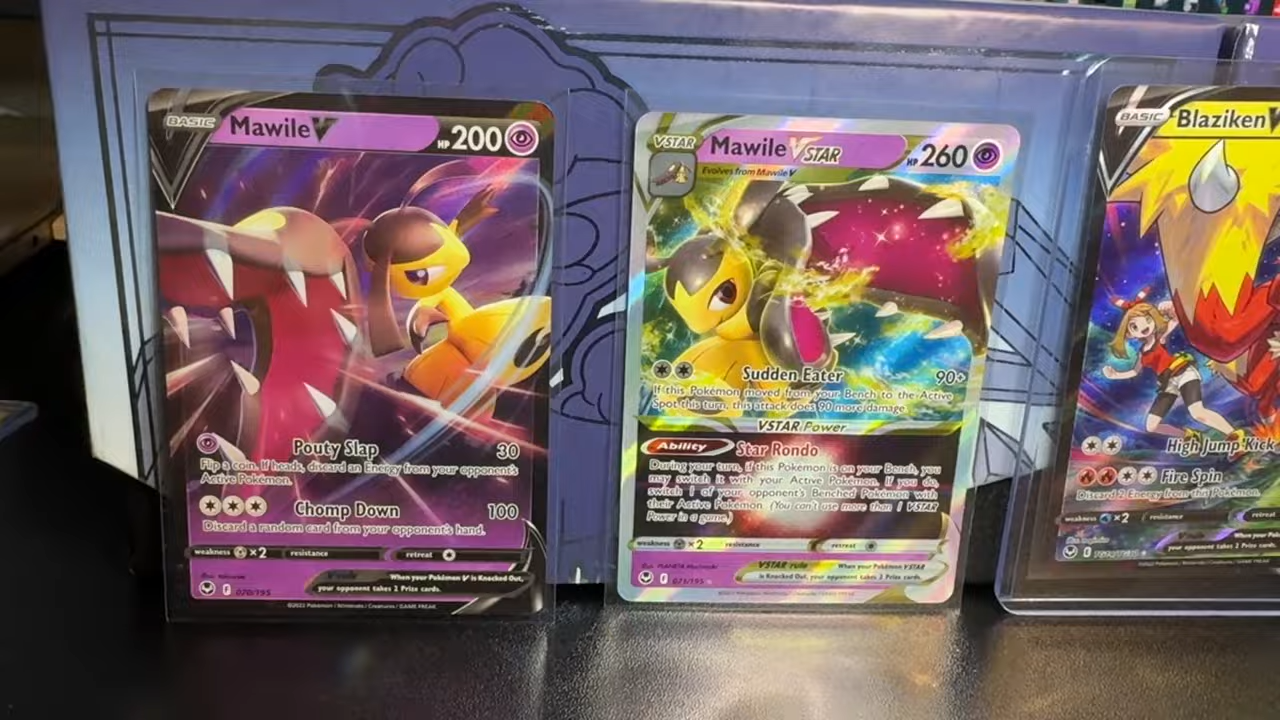 BASIC
Mawile V
HP 200
Pouty Slap 30
Flip a coin. If heads, discard an Energy from your opponent's
Active Pokémon.
Chomp Down 100
Discard a random card from your opponent's hand.
weakness ×2 resistance retreat
V rule When your Pokémon V is Knocked Out,
your opponent takes 2 Prize cards.
F 070/195
©2022 Pokémon / Nintendo / Creatures / GAME FREAK
VSTAR
Mawile VSTAR
HP 260
Evolves from Mawile V
Sudden Eater 90+
If this Pokémon moved from your Bench to the Active
Spot this turn, this attack does 90 more damage.
VSTAR Power
Ability Star Rondo
During your turn, if this Pokémon is on your Bench, you
may switch it with your Active Pokémon. If you do,
switch 1 of your opponent's Benched Pokémon with
their Active Pokémon. (You can't use more than 1 VSTAR
Power in a game.)
weakness ×2 resistance retreat
VSTAR rule When your Pokémon VSTAR
is Knocked Out, your opponent takes 2 Prize cards.
F 071/195
BASIC
Blaziken V
High Jump Kick
Fire Spin
Discard 2 Energy from this Pokémon.
weakness ×2 resistance retreat
your opponent takes 2 Prize cards.